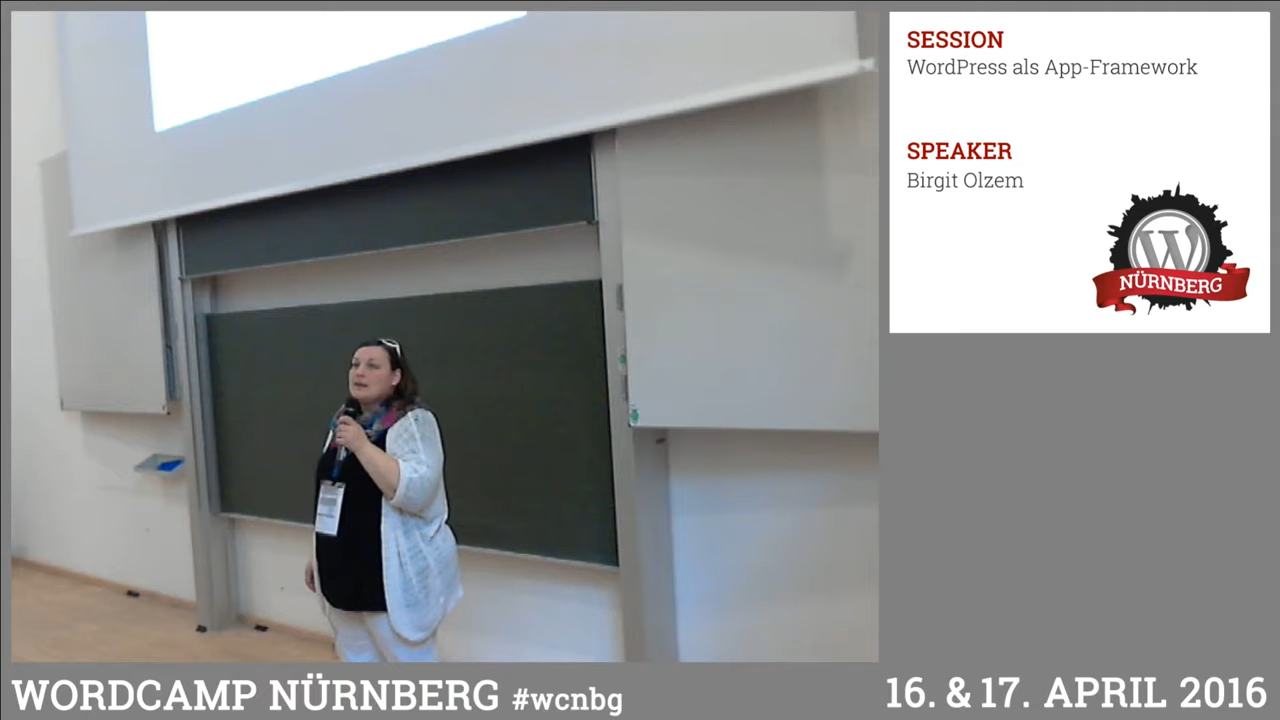 SESSION
WordPress als App-Framework
SPEAKER
Birgit Olzem
W
NÜRNBERG
WORDCAMP NÜRNBERG #wcnbg
16. & 17. APRIL 2016